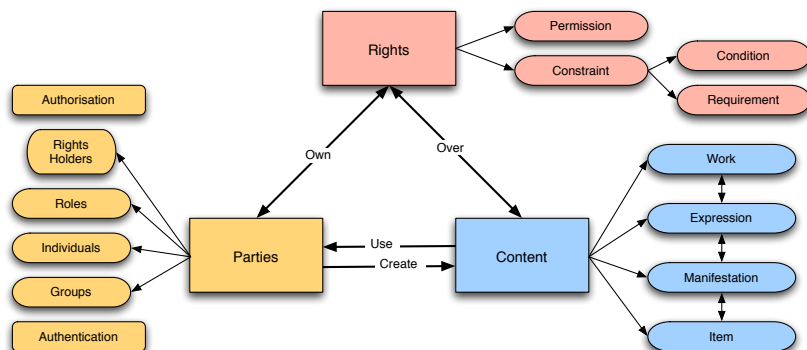 Rights
Permission
Constraint
Condition
Requirement
Authorisation
Rights
Holders
Roles
Individuals
Groups
Authentication
Own
Over
Parties
Use
Create
Content
Work
Expression
Manifestation
Item